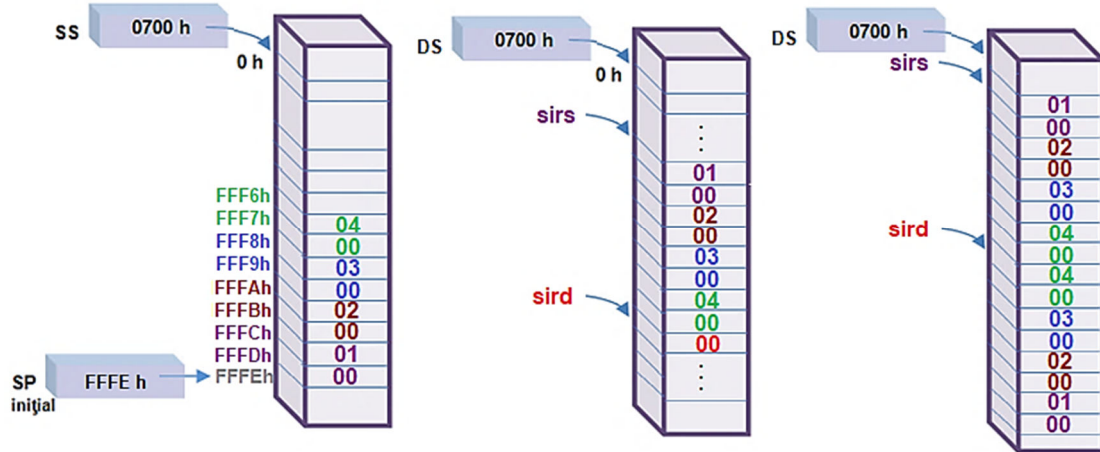 SS
0700 h
0 h
FFF6h
FFF7h
FFF8h
FFF9h
FFFAh
FFFBh
FFFCh
FFFDh
FFFEh
SP
inițial
FFFE h
04
00
03
00
02
00
01
00
DS
0700 h
0 h
sirs
sird
01
00
02
00
03
00
04
00
00
DS
0700 h
sirs
sird
01
00
02
00
03
00
04
00
04
00
03
00
02
00
01
00